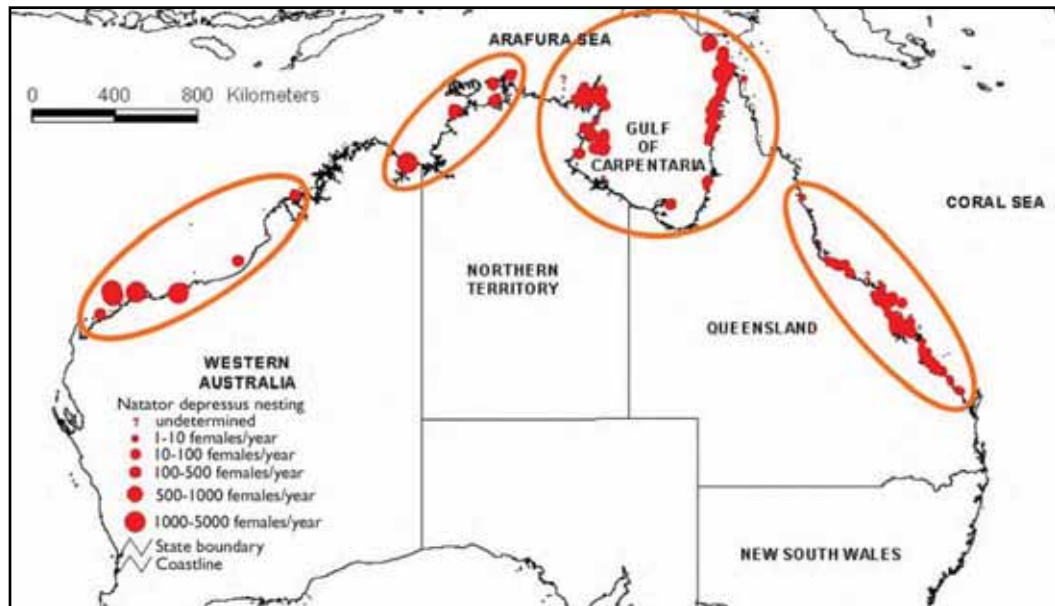 ARAFURA SEA
0 400 800 Kilometers
GULF
OF
CARPENTARIA
CORAL SEA
NORTHERN
TERRITORY
QUEENSLAND
WESTERN
AUSTRALIA
Natator depressus nesting
? undetermined
1-10 females/year
10-100 females/year
100-500 females/year
500-1000 females/year
1000-5000 females/year
State boundary
Coastline
NEW SOUTH WALES